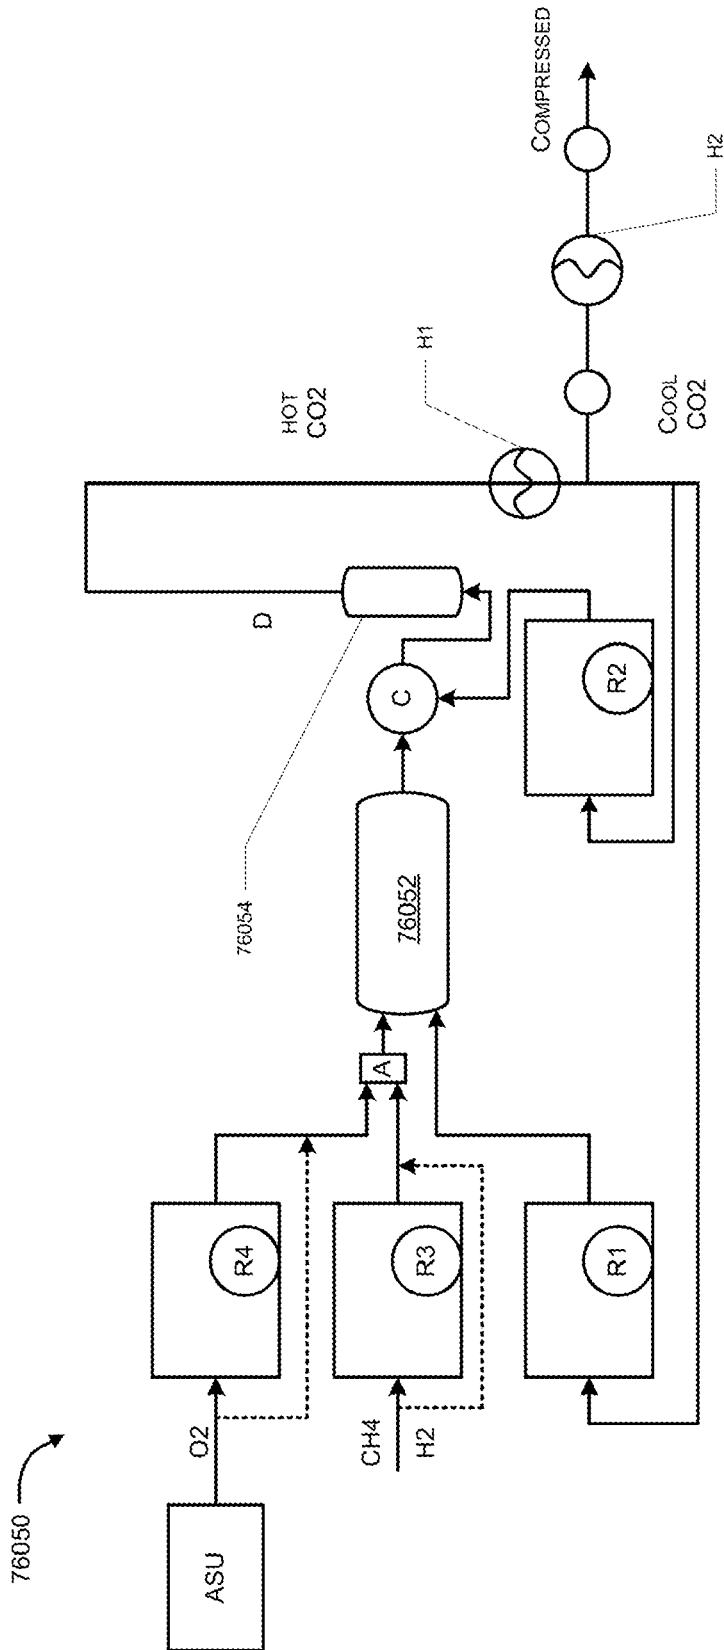 76050
ASU
O2
CH4
H2
R4
R3
R1
A
76052
76054
C
R2
D
HOT
CO2
H1
COOL
CO2
H2
COMPRESSED